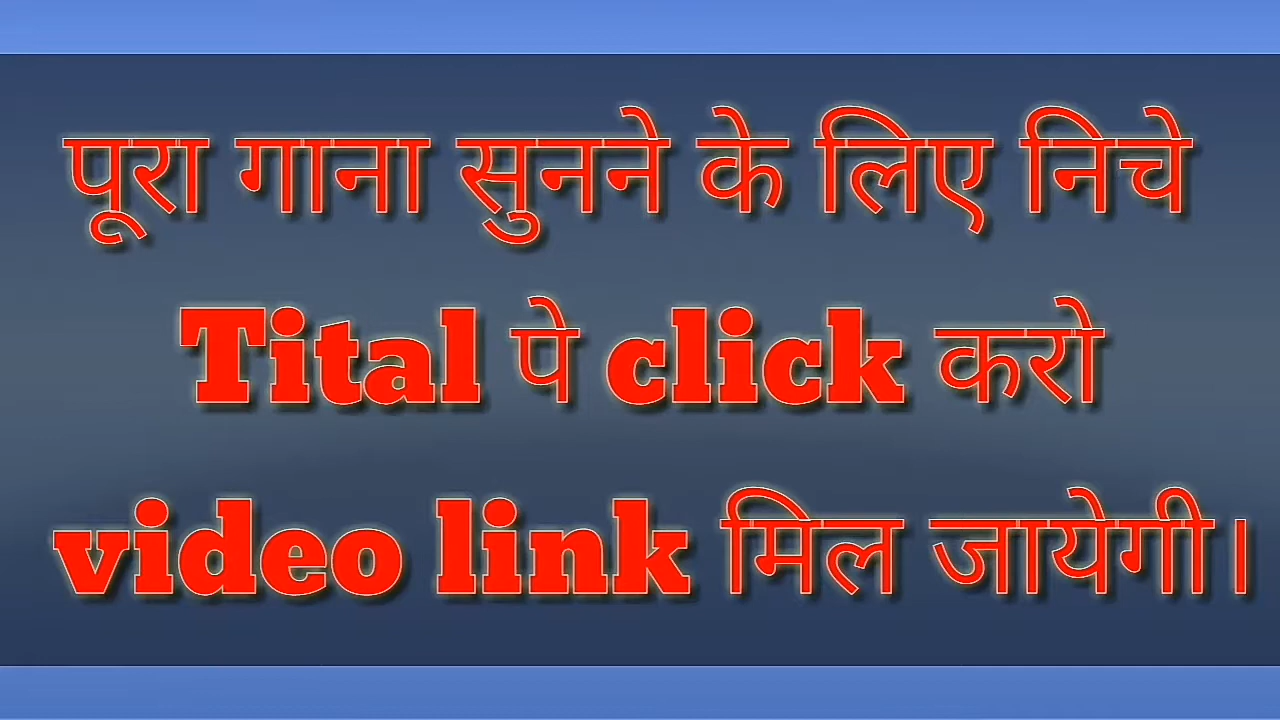 पूरा गाना सुनने के लिए निचे
Tital पे click करो
video link मिल जायेगी।